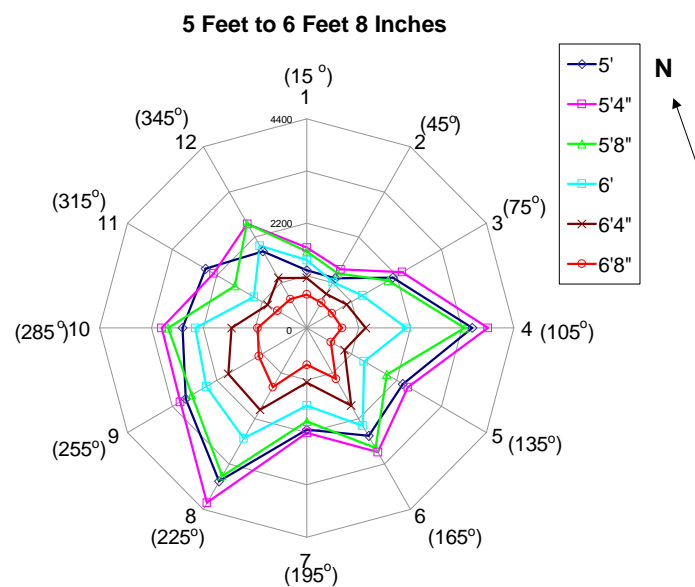 5 Feet to 6 Feet 8 Inches
(15 º)
1
4400
2200
0
2
(45º)
3
(75º)
4 (105º)
5
(135º)
6
(165º)
7
(195º)
8
(225º)
9
(255º)
(285º) 10
11
(315º)
12
(345º)
5'
5'4"
5'8"
6'
6'4"
6'8"
N